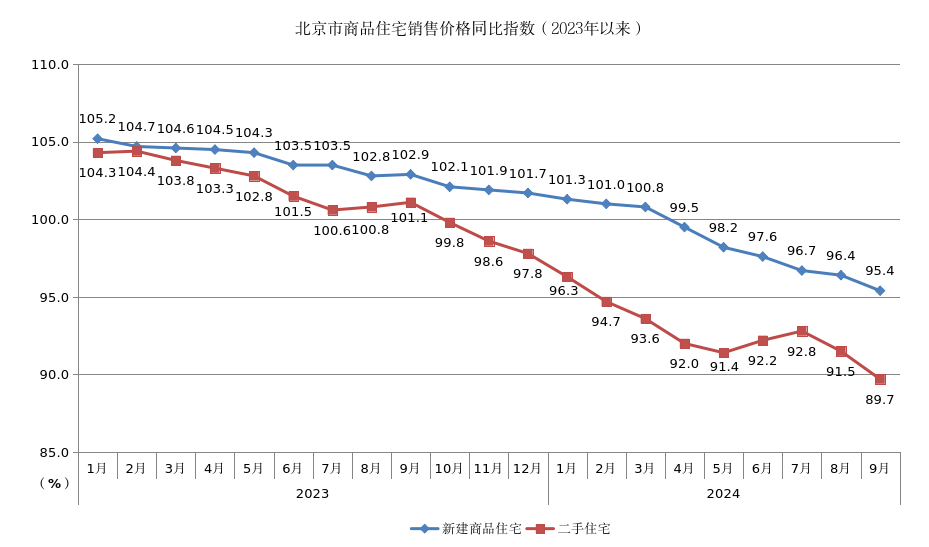 北京市商品住宅销售价格同比指数（2023年以来）
110.0
105.0
100.0
95.0
90.0
85.0
（%）
105.2 104.7 104.6 104.5 104.3 103.5 103.5 102.8 102.9 102.1 101.9 101.7 101.3 101.0 100.8 99.5 98.2 97.6 96.7 96.4 95.4
104.3 104.4 103.8 103.3 102.8 101.5 100.6 100.8 101.1 99.8 98.6 97.8 96.3 94.7 93.6 92.0 91.4 92.2 92.8 91.5 89.7
1月 2月 3月 4月 5月 6月 7月 8月 9月 10月 11月 12月 1月 2月 3月 4月 5月 6月 7月 8月 9月
2023 2024
新建商品住宅 二手住宅